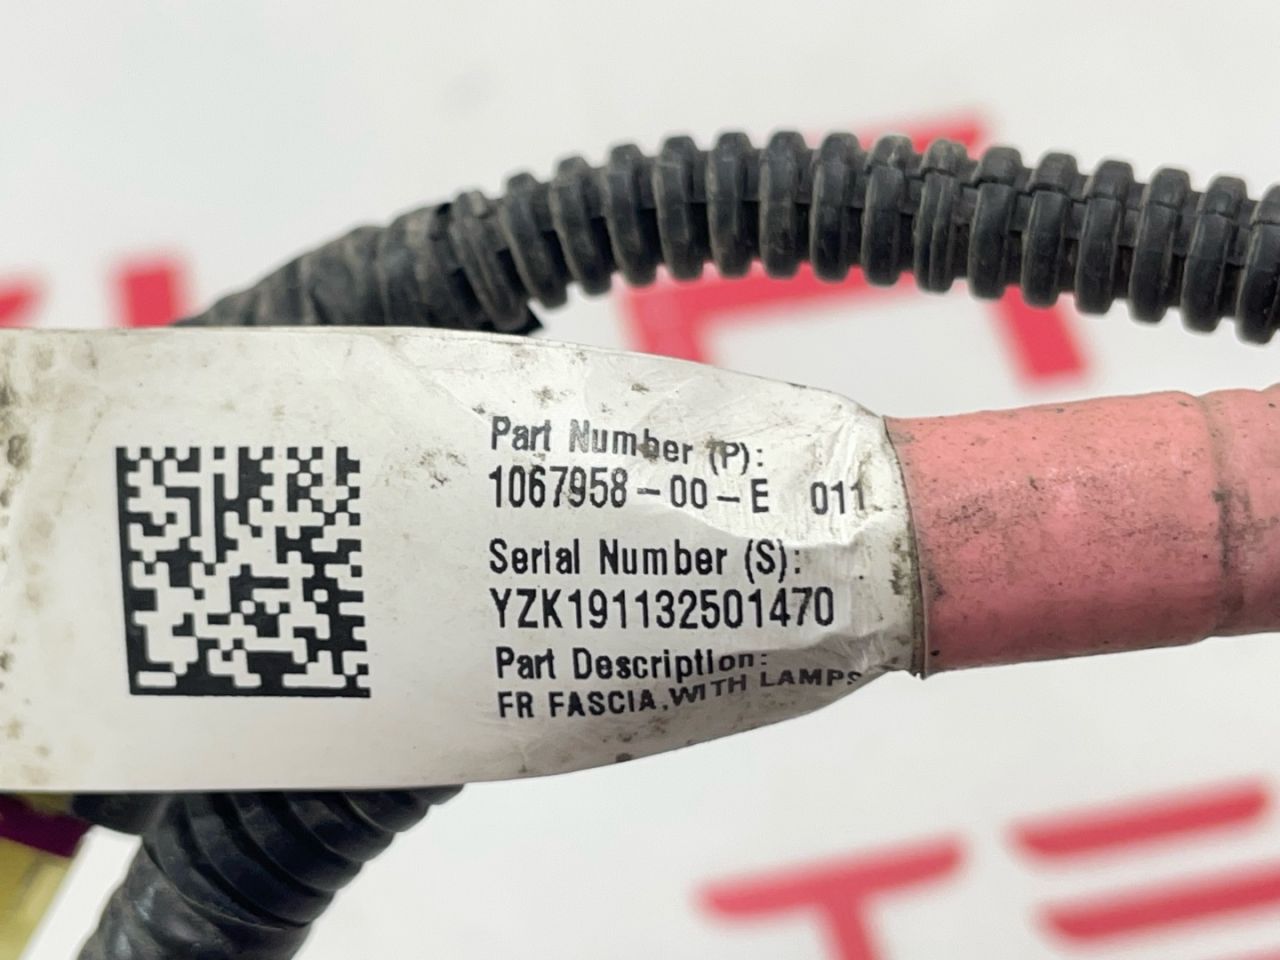 Part Number (P):
1067958-00-E 011
Serial Number (S):
YZK191132501470
Part Description:
FR FASCIA,WITH LAMPS